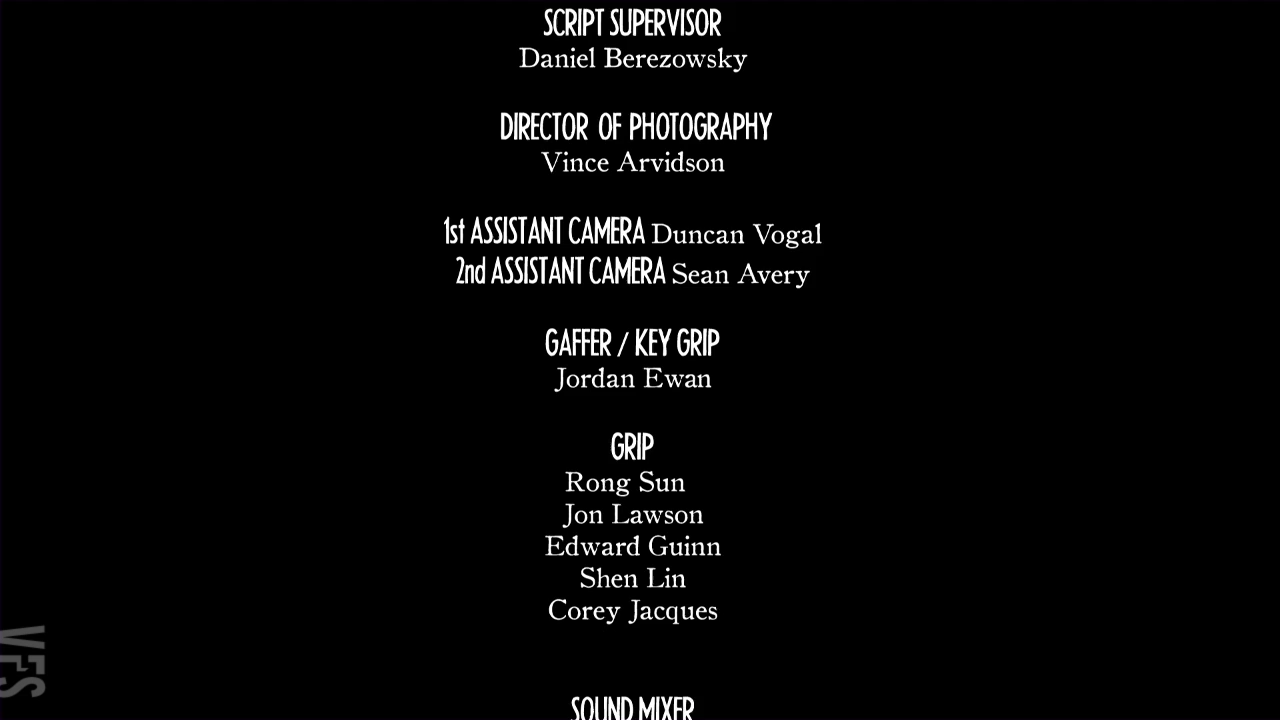 SCRIPT SUPERVISOR
Daniel Berezowsky
DIRECTOR OF PHOTOGRAPHY
Vince Arvidson
1st ASSISTANT CAMERA Duncan Vogal
2nd ASSISTANT CAMERA Sean Avery
GAFFER / KEY GRIP
Jordan Ewan
GRIP
Rong Sun
Jon Lawson
Edward Guinn
Shen Lin
Corey Jacques
SOUND MIXER
VFS